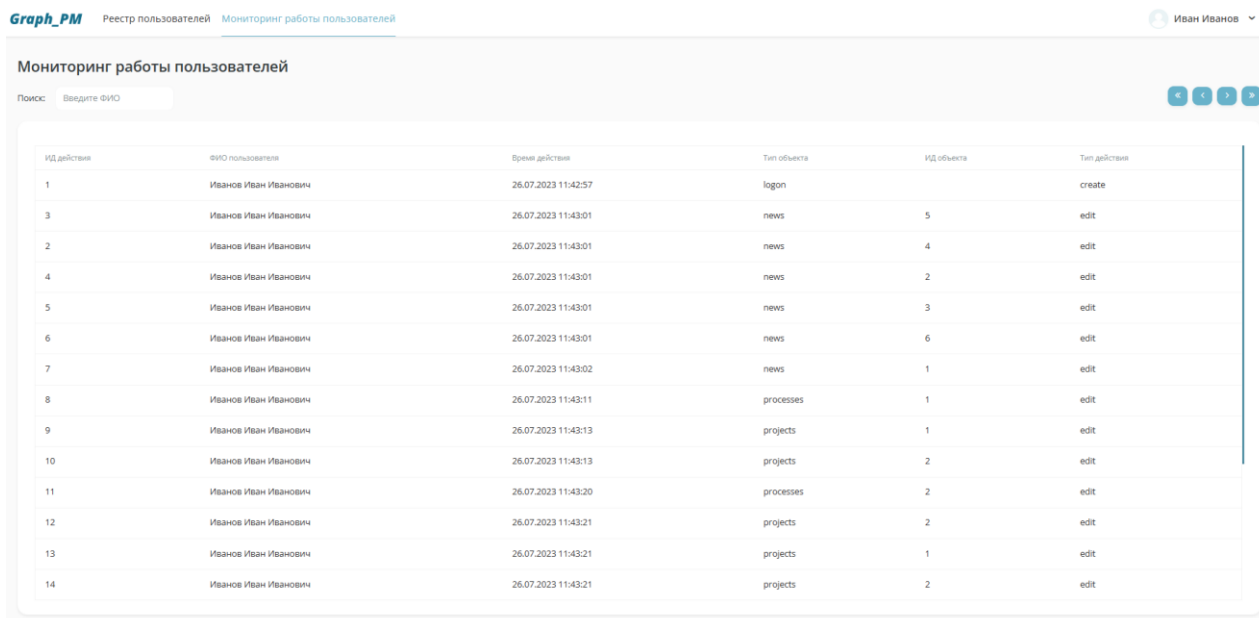 Graph_PM Реестр пользователей Мониторинг работы пользователей Иван Иванов
Мониторинг работы пользователей
Поиск: Введите ФИО
ИД действия ФИО пользователя Время действия Тип объекта ИД объекта Тип действия
1 Иванов Иван Иванович 26.07.2023 11:42:57 logon create
3 Иванов Иван Иванович 26.07.2023 11:43:01 news 5 edit
2 Иванов Иван Иванович 26.07.2023 11:43:01 news 4 edit
4 Иванов Иван Иванович 26.07.2023 11:43:01 news 2 edit
5 Иванов Иван Иванович 26.07.2023 11:43:01 news 3 edit
6 Иванов Иван Иванович 26.07.2023 11:43:01 news 6 edit
7 Иванов Иван Иванович 26.07.2023 11:43:02 news 1 edit
8 Иванов Иван Иванович 26.07.2023 11:43:11 processes 1 edit
9 Иванов Иван Иванович 26.07.2023 11:43:13 projects 1 edit
10 Иванов Иван Иванович 26.07.2023 11:43:13 projects 2 edit
11 Иванов Иван Иванович 26.07.2023 11:43:20 processes 2 edit
12 Иванов Иван Иванович 26.07.2023 11:43:21 projects 2 edit
13 Иванов Иван Иванович 26.07.2023 11:43:21 projects 1 edit
14 Иванов Иван Иванович 26.07.2023 11:43:21 projects 2 edit